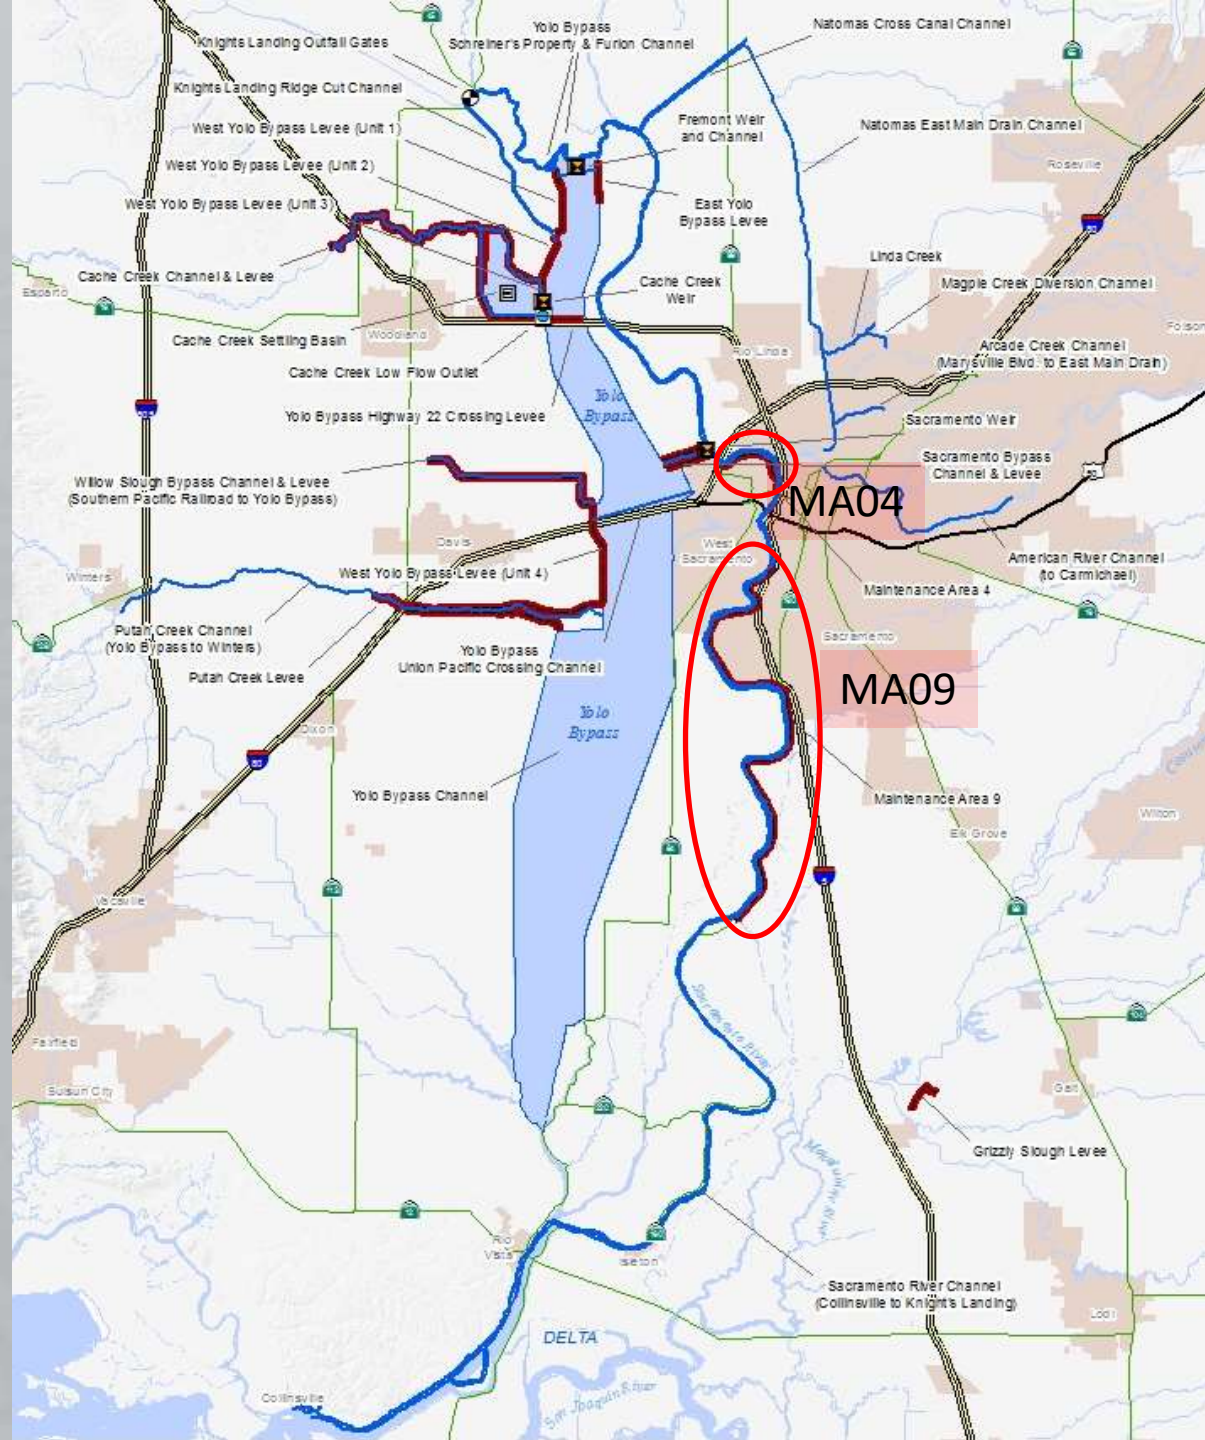 Yolo Bypass
Schreiner's Property & Furlon Channel
Natomas Cross Canal Channel
Knights Landing Outfall Gates
Knights Landing Ridge Cut Channel
West Yolo Bypass Levee (Unit 1)
West Yolo Bypass Levee (Unit 2)
West Yolo Bypass Levee (Unit 3)
Fremont Weir
and Channel
Natomas East Main Drain Channel
Roseville
East Yolo
Bypass Levee
Cache Creek Channel & Levee
Esparto
Linda Creek
Cache Creek
Weir
Magpie Creek Diversion Channel
Folsom
Woodland
Cache Creek Settling Basin
Rio Linda
Arcade Creek Channel
(Marysville Blvd. to East Main Drain)
Cache Creek Low Flow Outlet
Yolo Bypass Highway 22 Crossing Levee
Yolo
Bypass
Sacramento Weir
Sacramento Bypass
Channel & Levee
Willow Slough Bypass Channel & Levee
(Southern Pacific Railroad to Yolo Bypass)
MA04
Davis
West
Sacramento
American River Channel
(to Carmichael)
Winters
West Yolo Bypass Levee (Unit 4)
Maintenance Area 4
Putah Creek Channel
(Yolo Bypass to Winters)
Sacramento
Putah Creek Levee
Yolo Bypass
Union Pacific Crossing Channel
MA09
Dixon
Yolo
Bypass
Yolo Bypass Channel
Maintenance Area 9
Elk Grove
Wilton
Vacaville
Sacramento River
Fairfield
Suisun City
Galt
Grizzly Slough Levee
Mokelumne River
Rio
Vista
Isleton
Sacramento River Channel
(Collinsville to Knight's Landing)
Lodi
DELTA
Collinsville
San Joaquin River